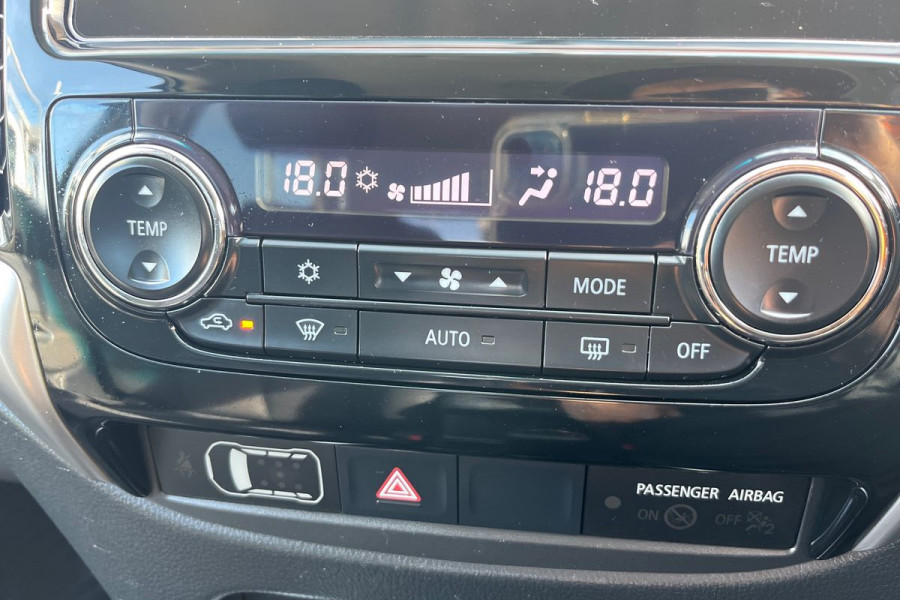 18.0 18.0
TEMP
TEMP
MODE
AUTO
OFF
PASSENGER AIRBAG
ON OFF